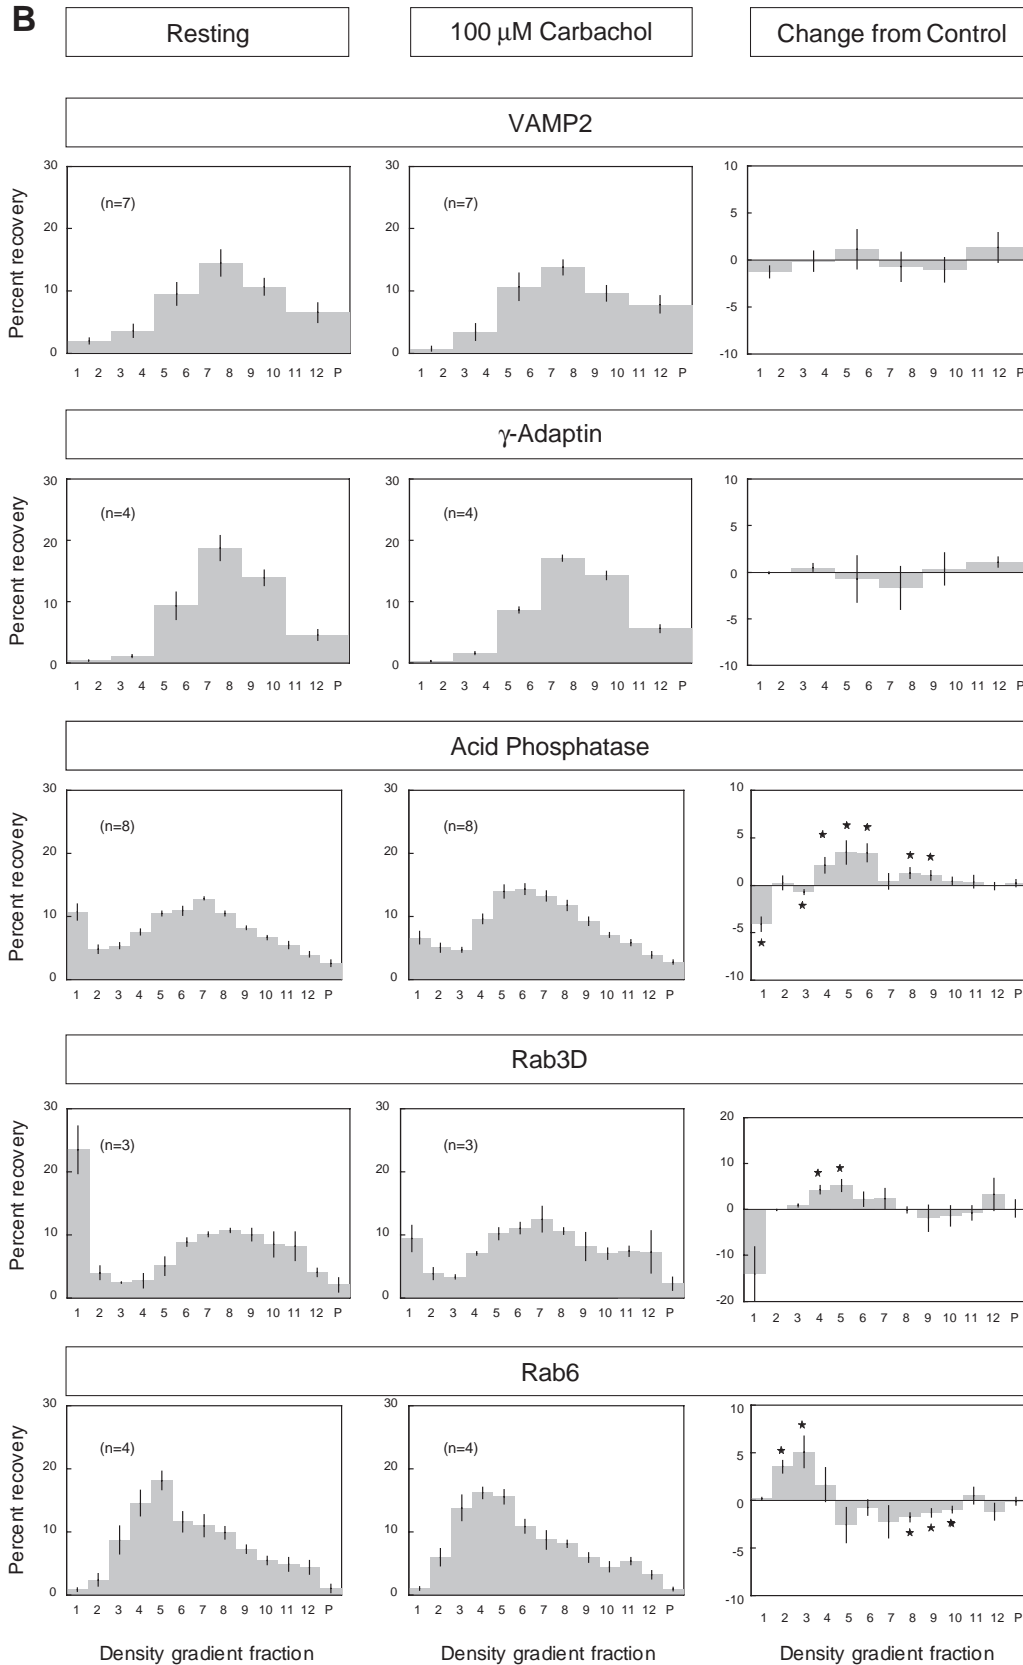 B
Resting 100 µM Carbachol Change from Control
VAMP2
Percent recovery
30 20 10 0
(n=7)
1 2 3 4 5 6 7 8 9 10 11 12 P
30 20 10 0
(n=7)
1 2 3 4 5 6 7 8 9 10 11 12 P
10 5 0 -5 -10
1 2 3 4 5 6 7 8 9 10 11 12 P
γ-Adaptin
Percent recovery
30 20 10 0
(n=4)
1 2 3 4 5 6 7 8 9 10 11 12 P
30 20 10 0
(n=4)
1 2 3 4 5 6 7 8 9 10 11 12 P
10 5 0 -5 -10
1 2 3 4 5 6 7 8 9 10 11 12 P
Acid Phosphatase
Percent recovery
30 20 10 0
(n=8)
1 2 3 4 5 6 7 8 9 10 11 12 P
30 20 10 0
(n=8)
1 2 3 4 5 6 7 8 9 10 11 12 P
10 5 0 -5 -10
1 2 3 4 5 6 7 8 9 10 11 12 P
Rab3D
Percent recovery
30 20 10 0
(n=3)
1 2 3 4 5 6 7 8 9 10 11 12 P
30 20 10 0
(n=3)
1 2 3 4 5 6 7 8 9 10 11 12 P
20 10 0 -10 -20
1 2 3 4 5 6 7 8 9 10 11 12 P
Rab6
Percent recovery
30 20 10 0
(n=4)
1 2 3 4 5 6 7 8 9 10 11 12 P
30 20 10 0
(n=4)
1 2 3 4 5 6 7 8 9 10 11 12 P
10 5 0 -5 -10
1 2 3 4 5 6 7 8 9 10 11 12 P
Density gradient fraction Density gradient fraction Density gradient fraction